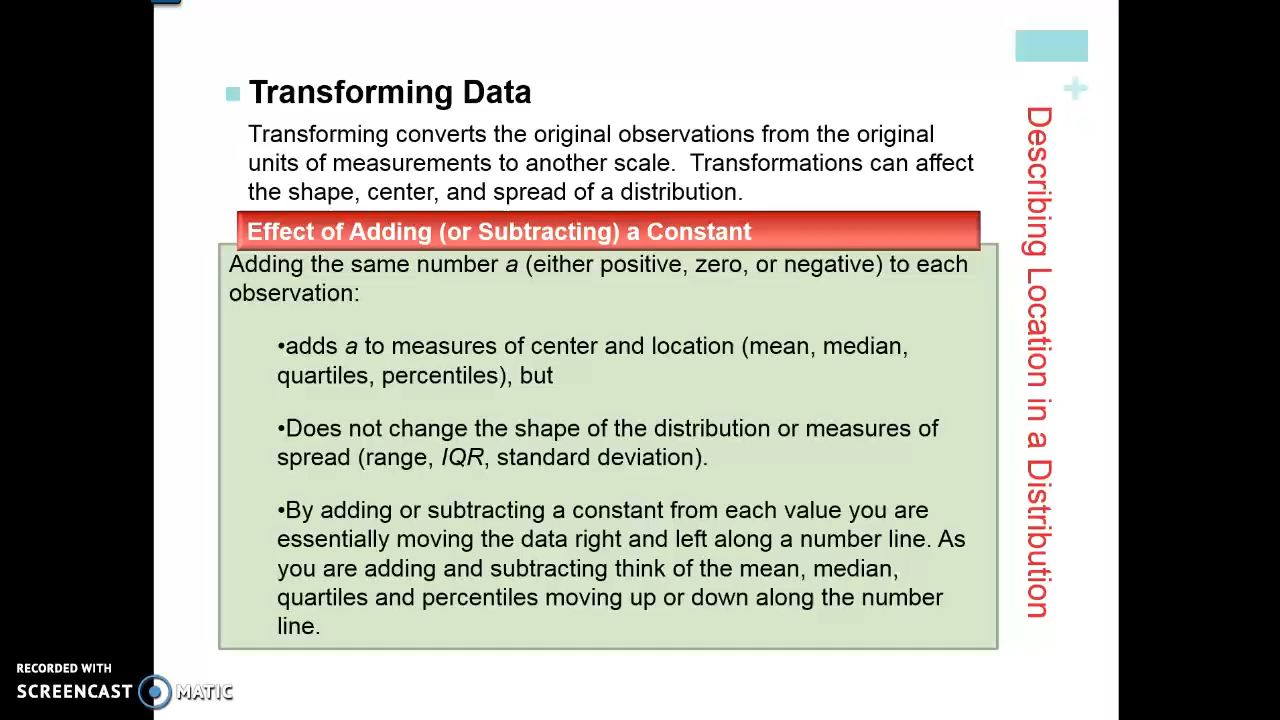 Transforming Data
Transforming converts the original observations from the original
units of measurements to another scale.  Transformations can affect
the shape, center, and spread of a distribution.
Effect of Adding (or Subtracting) a Constant
Adding the same number a (either positive, zero, or negative) to each
observation:
•adds a to measures of center and location (mean, median,
quartiles, percentiles), but
•Does not change the shape of the distribution or measures of
spread (range, IQR, standard deviation).
•By adding or subtracting a constant from each value you are
essentially moving the data right and left along a number line. As
you are adding and subtracting think of the mean, median,
quartiles and percentiles moving up or down along the number
line.
+
Describing Location in a Distribution
RECORDED WITH
SCREENCAST MATIC